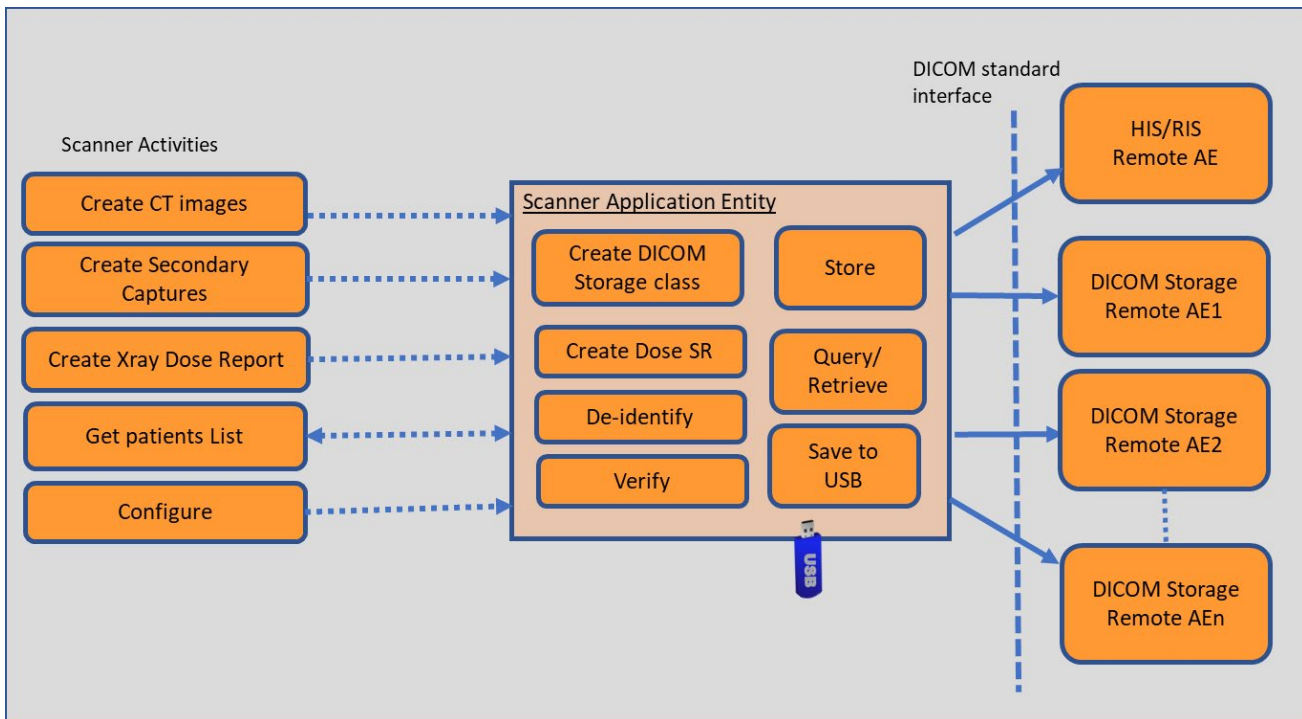 Scanner Activities
Create CT images
Create Secondary
Captures
Create Xray Dose Report
Get patients List
Configure
Scanner Application Entity
Create DICOM
Storage class
Create Dose SR
De-identify
Verify
Store
Query/
Retrieve
Save to
USB
USB
DICOM standard
interface
HIS/RIS
Remote AE
DICOM Storage
Remote AE1
DICOM Storage
Remote AE2
DICOM Storage
Remote AEn